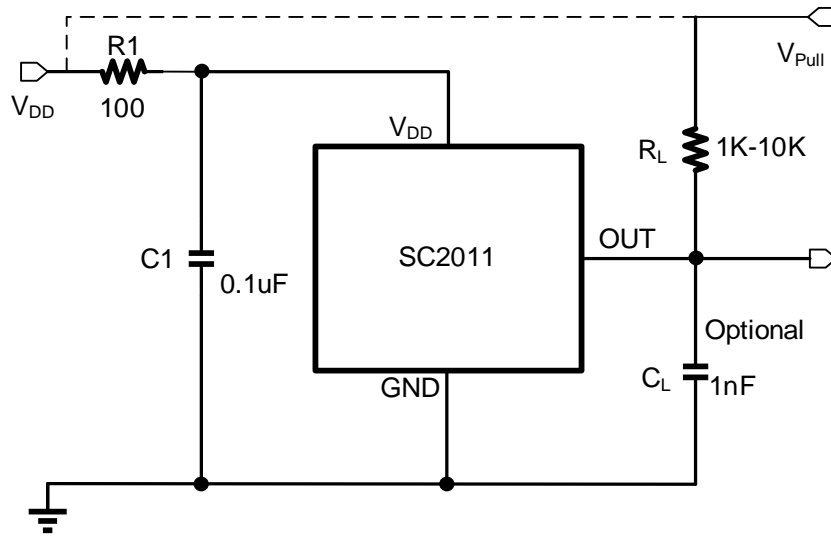 R1
V_Pull
V_DD
100
V_DD
R_L
1K-10K
OUT
SC2011
C1
0.1uF
Optional
GND
C_L
1nF